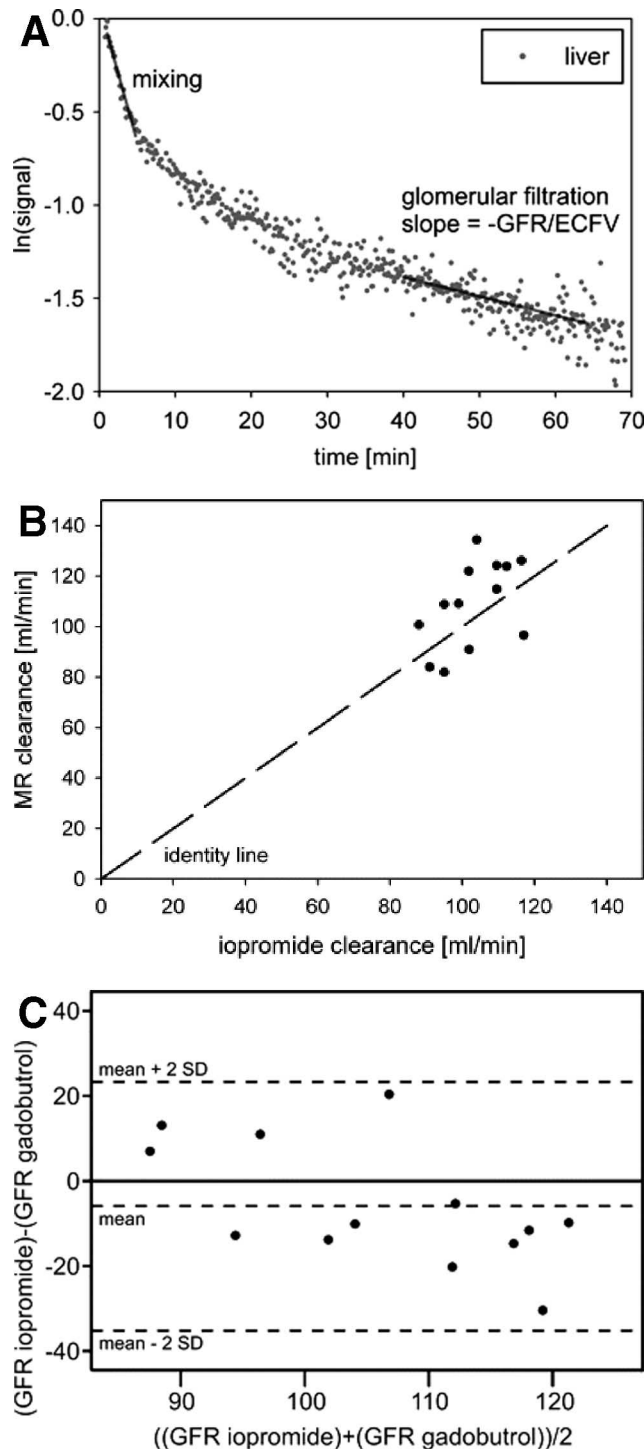 A
0.0
-0.5
-1.0
-1.5
-2.0
ln(signal)
mixing
liver
glomerular filtration
slope = -GFR/ECFV
0 10 20 30 40 50 60 70
time [min]
B
140
120
100
80
60
40
20
0
MR clearance [ml/min]
identity line
0 20 40 60 80 100 120 140
iopromide clearance [ml/min]
C
40
20
0
-20
-40
(GFR iopromide)-(GFR gadobutrol)
mean + 2 SD
mean
mean - 2 SD
90 100 110 120
((GFR iopromide)+(GFR gadobutrol))/2